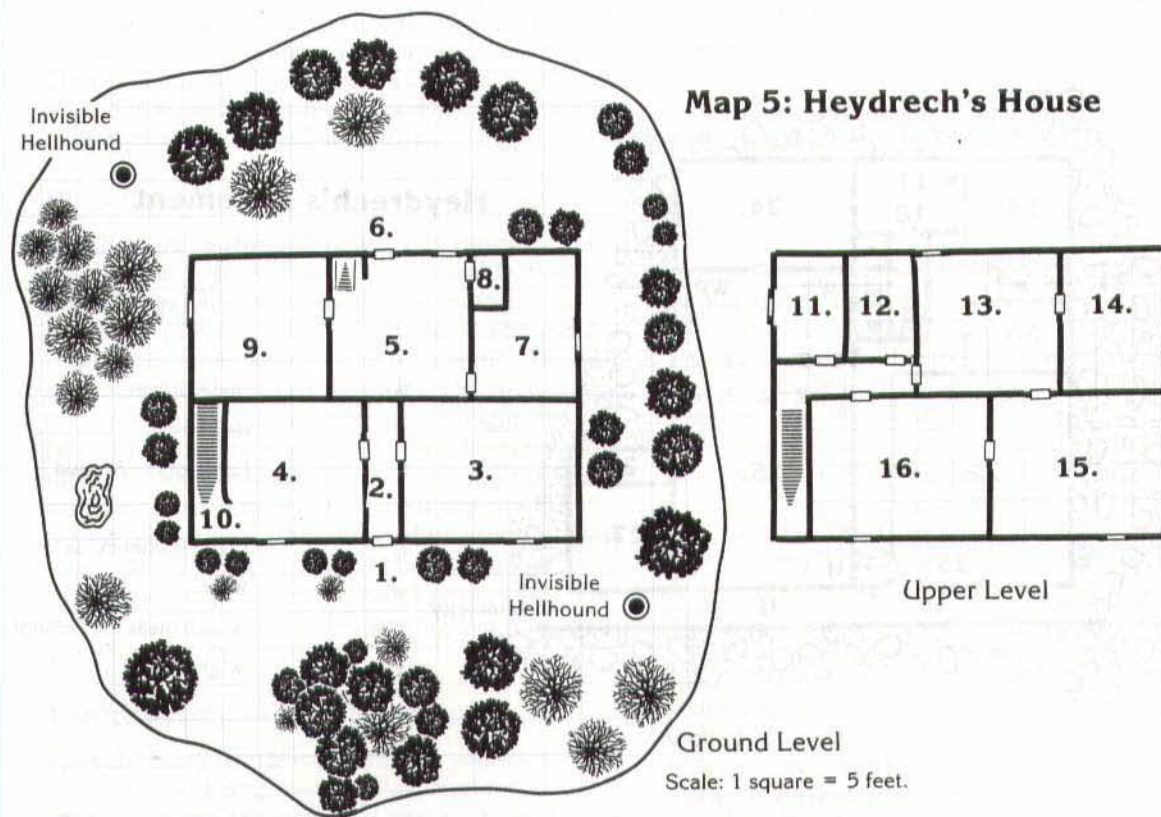 Map 5: Heydrech's House
Invisible
Hellhound
6.
8.
9.
5.
7.
4.
2.
3.
10.
1.
Invisible
Hellhound
11.
12.
13.
14.
16.
15.
Upper Level
Ground Level
Scale: 1 square = 5 feet.